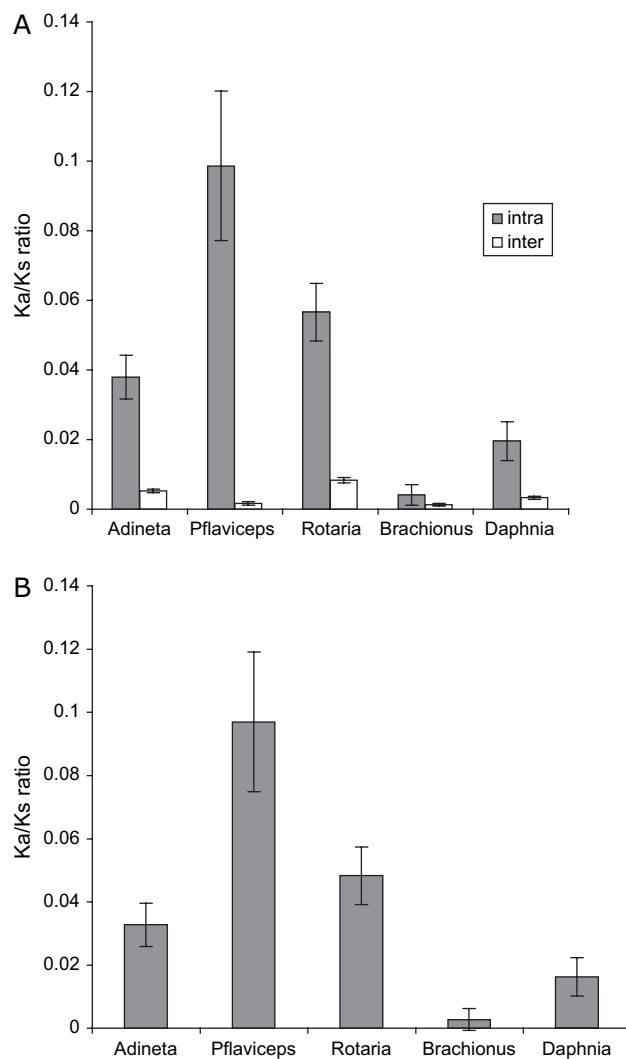 A
0.14
0.12
0.1
0.08
0.06
0.04
0.02
0
Ka/Ks ratio
intra
inter
Adineta Pflaviceps Rotaria Brachionus Daphnia
B
0.14
0.12
0.1
0.08
0.06
0.04
0.02
0
Ka/Ks ratio
Adineta Pflaviceps Rotaria Brachionus Daphnia